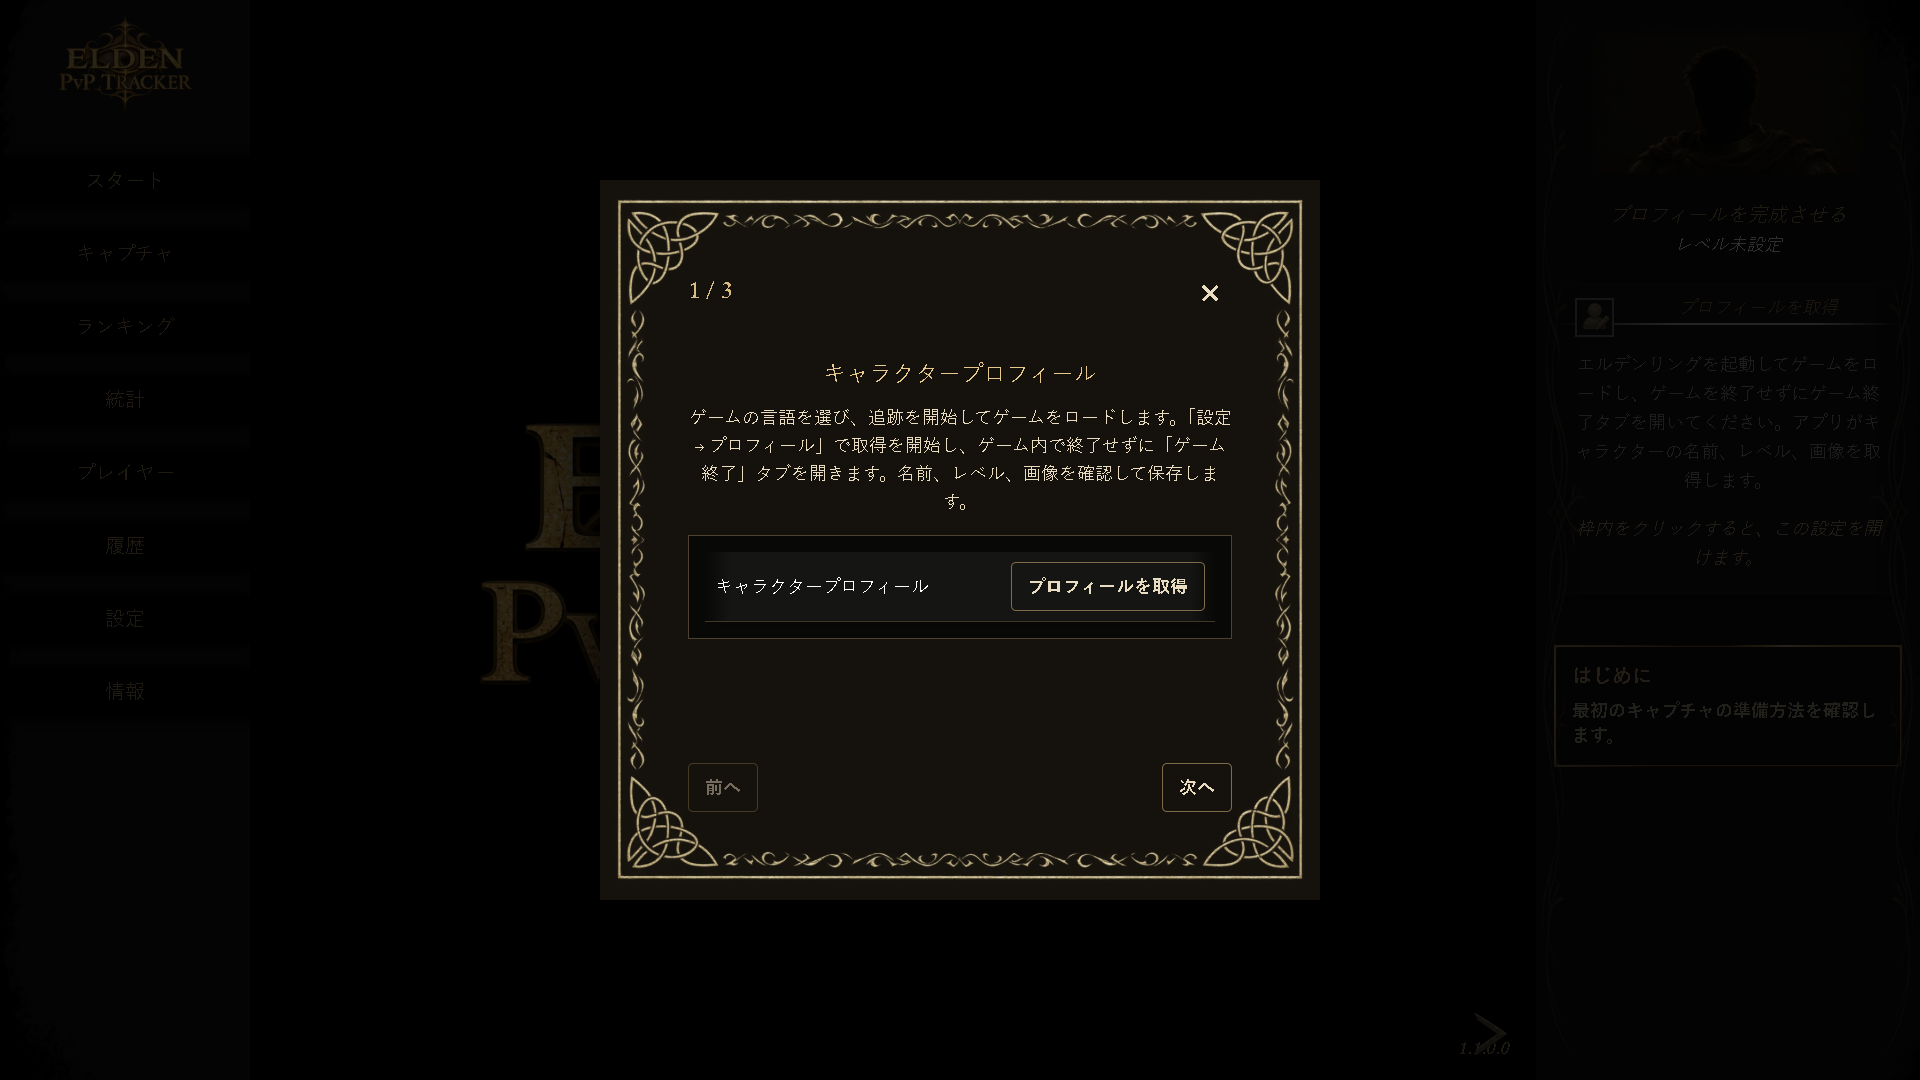 ELDEN
PvP TRACKER
スタート
キャプチャ
ランキング
統計
プレイヤー
履歴
設定
情報
1 / 3
キャラクタープロフィール
ゲームの言語を選び、追跡を開始してゲームをロードします。「設定
→ プロフィール」で取得を開始し、ゲーム内で終了せずに「ゲーム
終了」タブを開きます。名前、レベル、画像を確認して保存しま
す。
キャラクタープロフィール
プロフィールを取得
前へ
次へ
プロフィールを完成させる
レベル未設定
プロフィールを取得
エルデンリングを起動してゲームをロ
ードし、ゲームを終了せずにゲーム終
了タブを開いてください。アプリがキ
ャラクターの名前、レベル、画像を取
得します。
枠内をクリックすると、この設定を開
けます。
はじめに
最初のキャプチャの準備方法を確認し
ます。
1.1.0.0